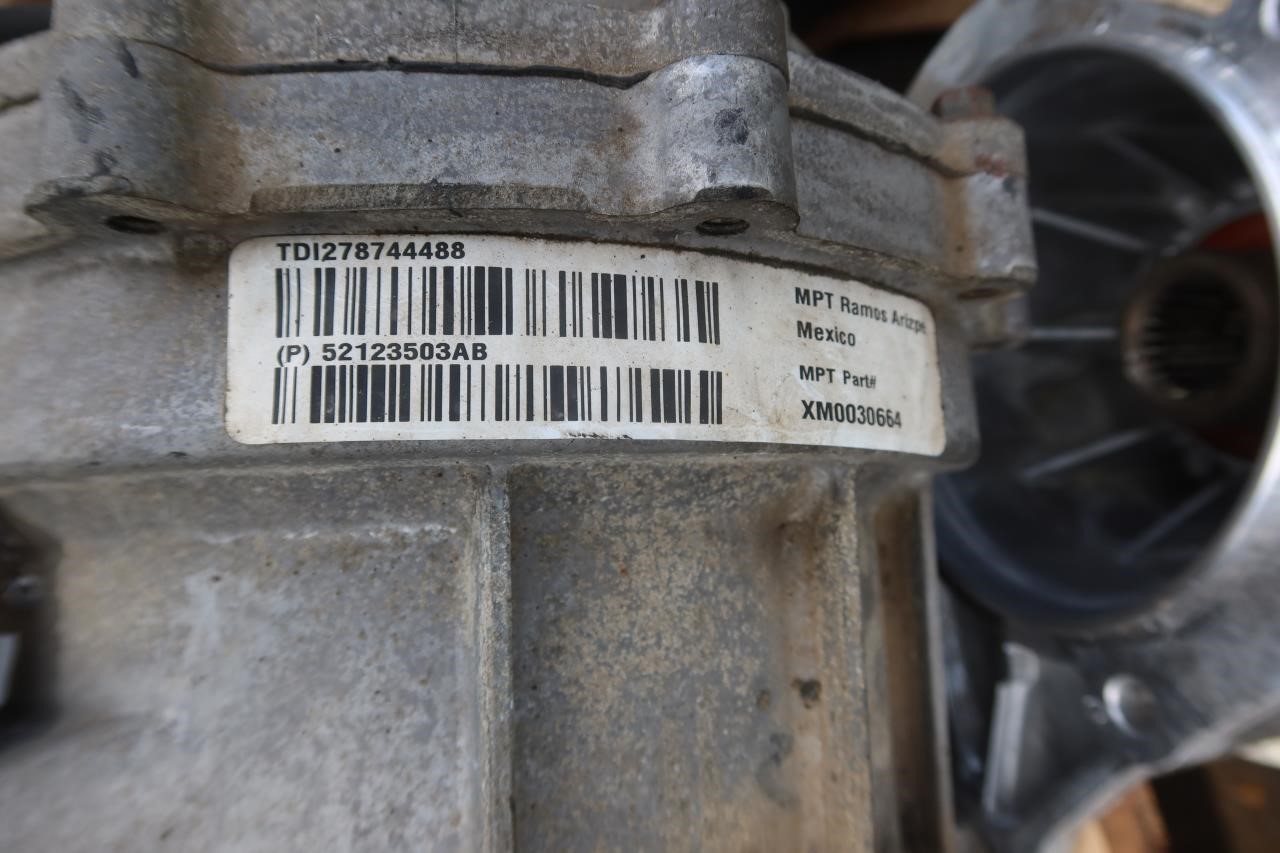 TDI278744488
(P) 52123503AB
MPT Ramos Arizpe,
Mexico
MPT Part#
XM0030664